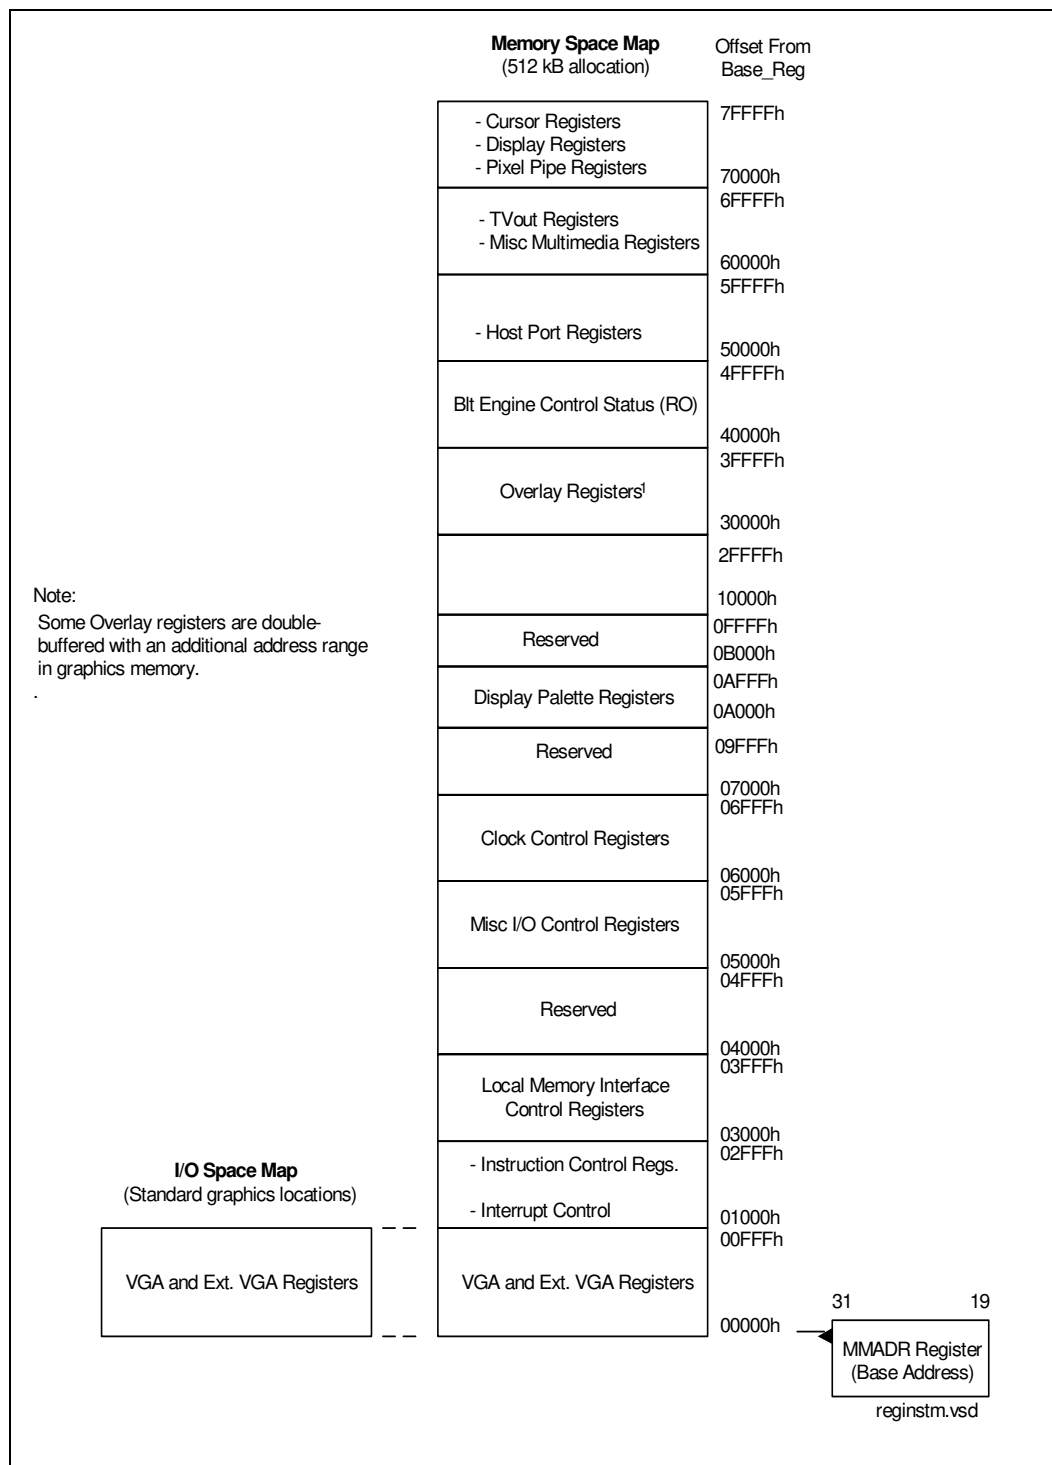 Memory Space Map
(512 kB allocation)
Offset From
Base_Reg
- Cursor Registers
- Display Registers
- Pixel Pipe Registers
7FFFFh
70000h
- TVout Registers
- Misc Multimedia Registers
6FFFFh
60000h
- Host Port Registers
5FFFFh
50000h
Blt Engine Control Status (RO)
4FFFFh
40000h
Overlay Registers¹
3FFFFh
30000h
2FFFFh
10000h
Note:
Some Overlay registers are double-
buffered with an additional address range
in graphics memory.
.
Reserved
0FFFFh
0B000h
Display Palette Registers
0AFFFh
0A000h
Reserved
09FFFh
07000h
Clock Control Registers
06FFFh
06000h
Misc I/O Control Registers
05FFFh
05000h
Reserved
04FFFh
04000h
Local Memory Interface
Control Registers
03FFFh
03000h
- Instruction Control Regs.
- Interrupt Control
02FFFh
01000h
I/O Space Map
(Standard graphics locations)
VGA and Ext. VGA Registers
VGA and Ext. VGA Registers
00FFFh
00000h
31 19
MMADR Register
(Base Address)
reginstm.vsd